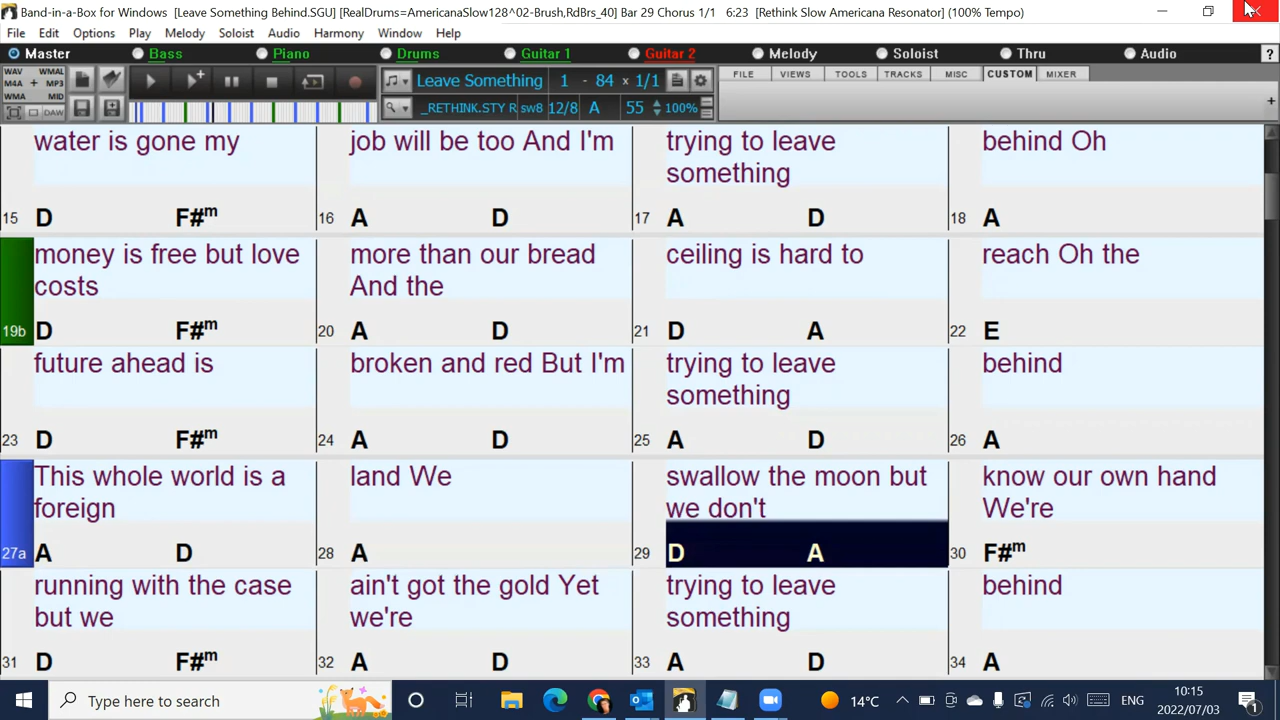 Band-in-a-Box for Windows [Leave Something Behind.SGU] [RealDrums=AmericanaSlow128^02-Brush,RdBrs_40] Bar 29 Chorus 1/1 6:23 [Rethink Slow Americana Resonator] (100% Tempo)
File Edit Options Play Melody Soloist Audio Harmony Window Help
Master Bass Piano Drums Guitar 1 Guitar 2 Melody Soloist Thru Audio ?
WAV WMAL
M4A + MP3
WMA MID
DAW
Leave Something 1 - 84 x 1/1
_RETHINK.STY R sw8 12/8 A 55 100%
FILE VIEWS TOOLS TRACKS MISC CUSTOM MIXER
+
water is gone my job will be too And I'm trying to leave something behind Oh
15 D F#m 16 A D 17 A D 18 A
money is free but love costs more than our bread And the ceiling is hard to reach Oh the
19b D F#m 20 A D 21 D A 22 E
future ahead is broken and red But I'm trying to leave something behind
23 D F#m 24 A D 25 A D 26 A
This whole world is a foreign land We swallow the moon but we don't know our own hand We're
27a A D 28 A 29 D A 30 F#m
running with the case but we ain't got the gold Yet we're trying to leave something behind
31 D F#m 32 A D 33 A D 34 A
Type here to search
14°C
ENG
10:15
2022/07/03
1